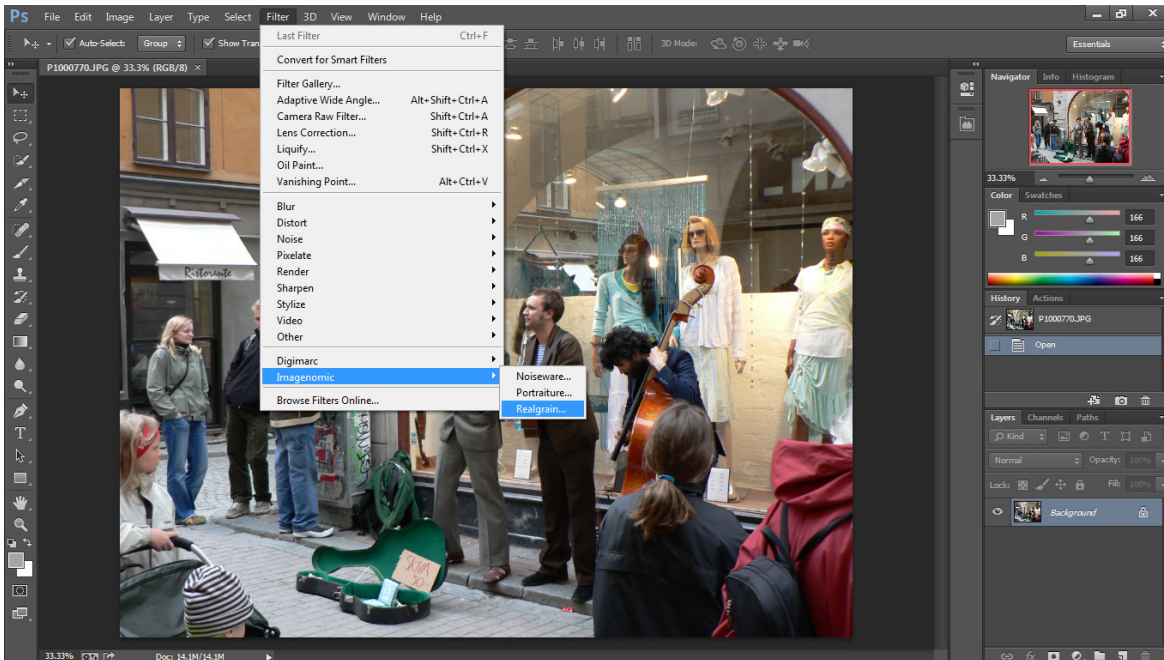 Ps File Edit Image Layer Type Select Filter 3D View Window Help
Auto-Select: Group Show Tran 3D Mode: Essentials
P1000770.JPG @ 33.3% (RGB/8) ×
Last Filter Ctrl+F
Convert for Smart Filters
Filter Gallery...
Adaptive Wide Angle... Alt+Shift+Ctrl+A
Camera Raw Filter... Shift+Ctrl+A
Lens Correction... Shift+Ctrl+R
Liquify... Shift+Ctrl+X
Oil Paint...
Vanishing Point... Alt+Ctrl+V
Blur
Distort
Noise
Pixelate
Render
Sharpen
Stylize
Video
Other
Digimarc
Imagenomic
Browse Filters Online...
Noiseware...
Portraiture...
Realgrain...
Ristorante
SKIVA
50:-
Navigator Info Histogram
33.33%
Color Swatches
R 166
G 166
B 166
History Actions
P1000770.JPG
Open
Layers Channels Paths
Kind T
Normal Opacity: 100%
Lock: Fill: 100%
Background
fx
33.33% Doc: 14.1M/14.1M